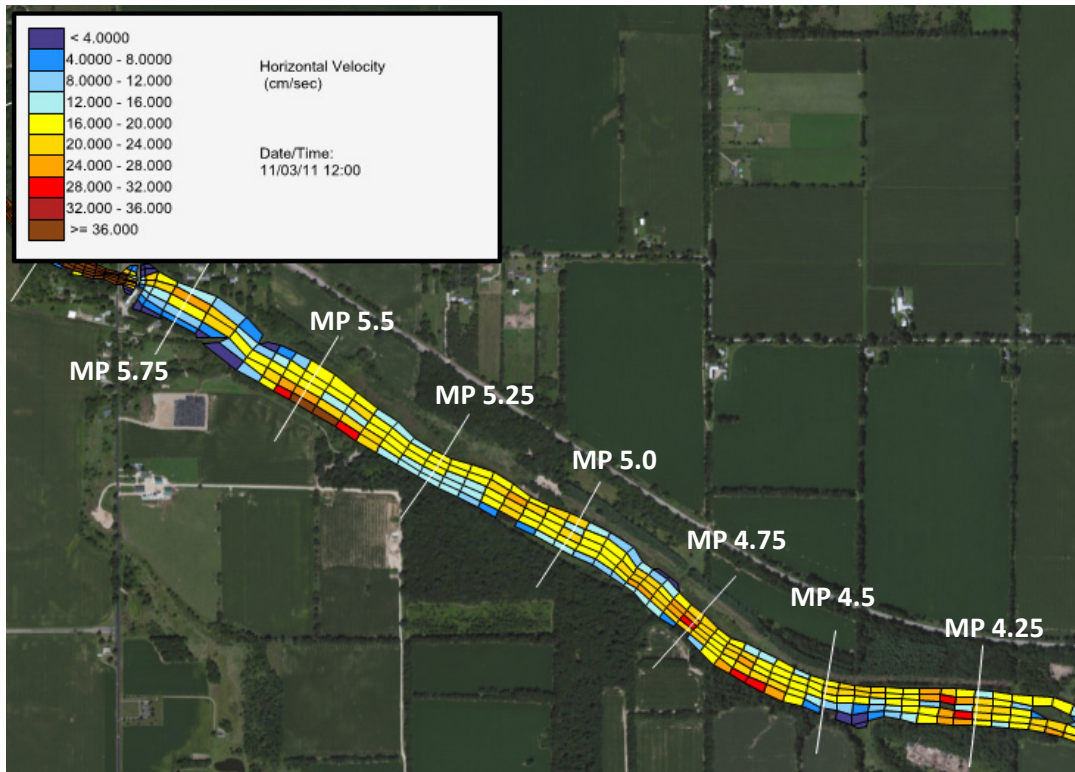 < 4.0000
4.0000 - 8.0000
8.0000 - 12.000
12.000 - 16.000
16.000 - 20.000
20.000 - 24.000
24.000 - 28.000
28.000 - 32.000
32.000 - 36.000
>= 36.000
Horizontal Velocity
(cm/sec)
Date/Time:
11/03/11 12:00
MP 5.75
MP 5.5
MP 5.25
MP 5.0
MP 4.75
MP 4.5
MP 4.25